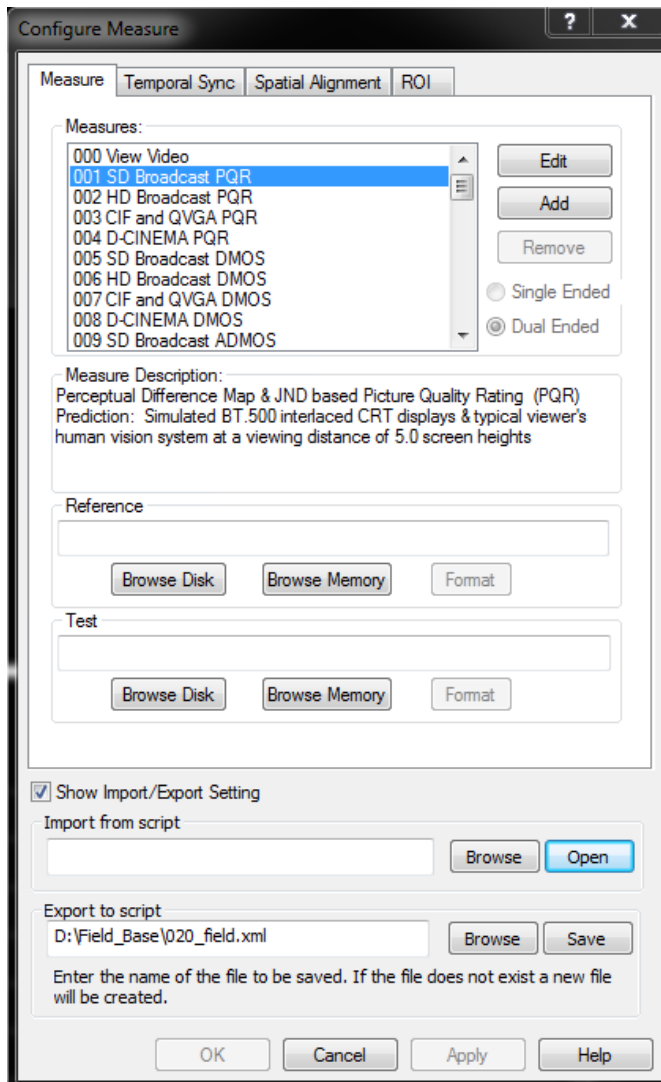 Configure Measure
? X
Measure Temporal Sync Spatial Alignment ROI
Measures:
000 View Video
001 SD Broadcast PQR
002 HD Broadcast PQR
003 CIF and QVGA PQR
004 D-CINEMA PQR
005 SD Broadcast DMOS
006 HD Broadcast DMOS
007 CIF and QVGA DMOS
008 D-CINEMA DMOS
009 SD Broadcast ADMOS
Edit
Add
Remove
Single Ended
Dual Ended
Measure Description:
Perceptual Difference Map & JND based Picture Quality Rating (PQR)
Prediction: Simulated BT.500 interlaced CRT displays & typical viewer's
human vision system at a viewing distance of 5.0 screen heights
Reference
Browse Disk Browse Memory Format
Test
Browse Disk Browse Memory Format
Show Import/Export Setting
Import from script
Browse Open
Export to script
D:\Field_Base\020_field.xml
Browse Save
Enter the name of the file to be saved. If the file does not exist a new file
will be created.
OK Cancel Apply Help